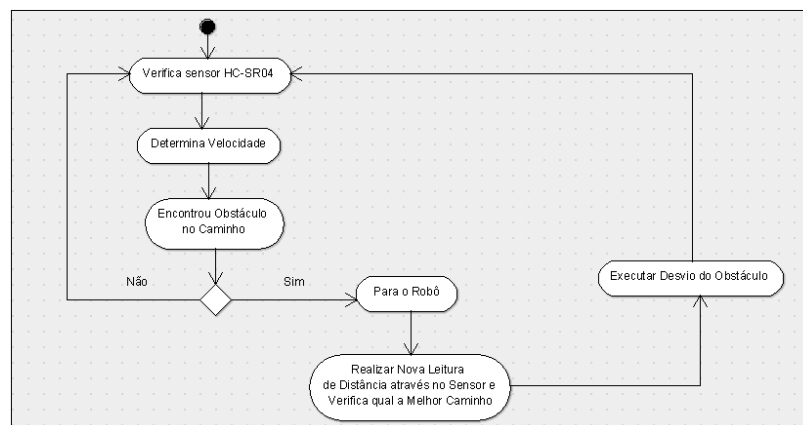 Verifica sensor HC-SR04
Determina Velocidade
Encontrou Obstáculo
no Caminho
Não
Sim
Para o Robô
Executar Desvio do Obstáculo
Realizar Nova Leitura
de Distância através no Sensor e
Verifica qual a Melhor Caminho